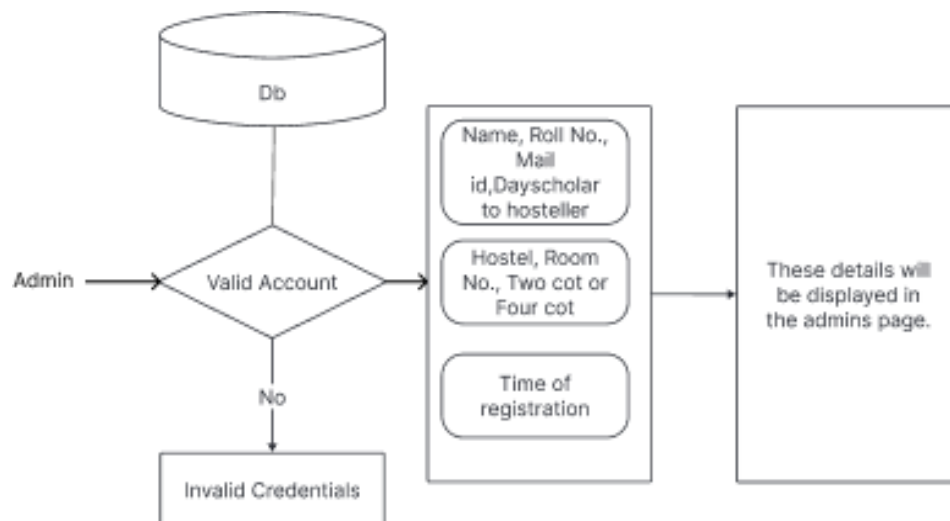 Db
Admin
Valid Account
No
Invalid Credentials
Name, Roll No.,
Mail
id,Dayscholar
to hosteller
Hostel, Room
No., Two cot or
Four cot
Time of
registration
These details will
be displayed in
the admins page.